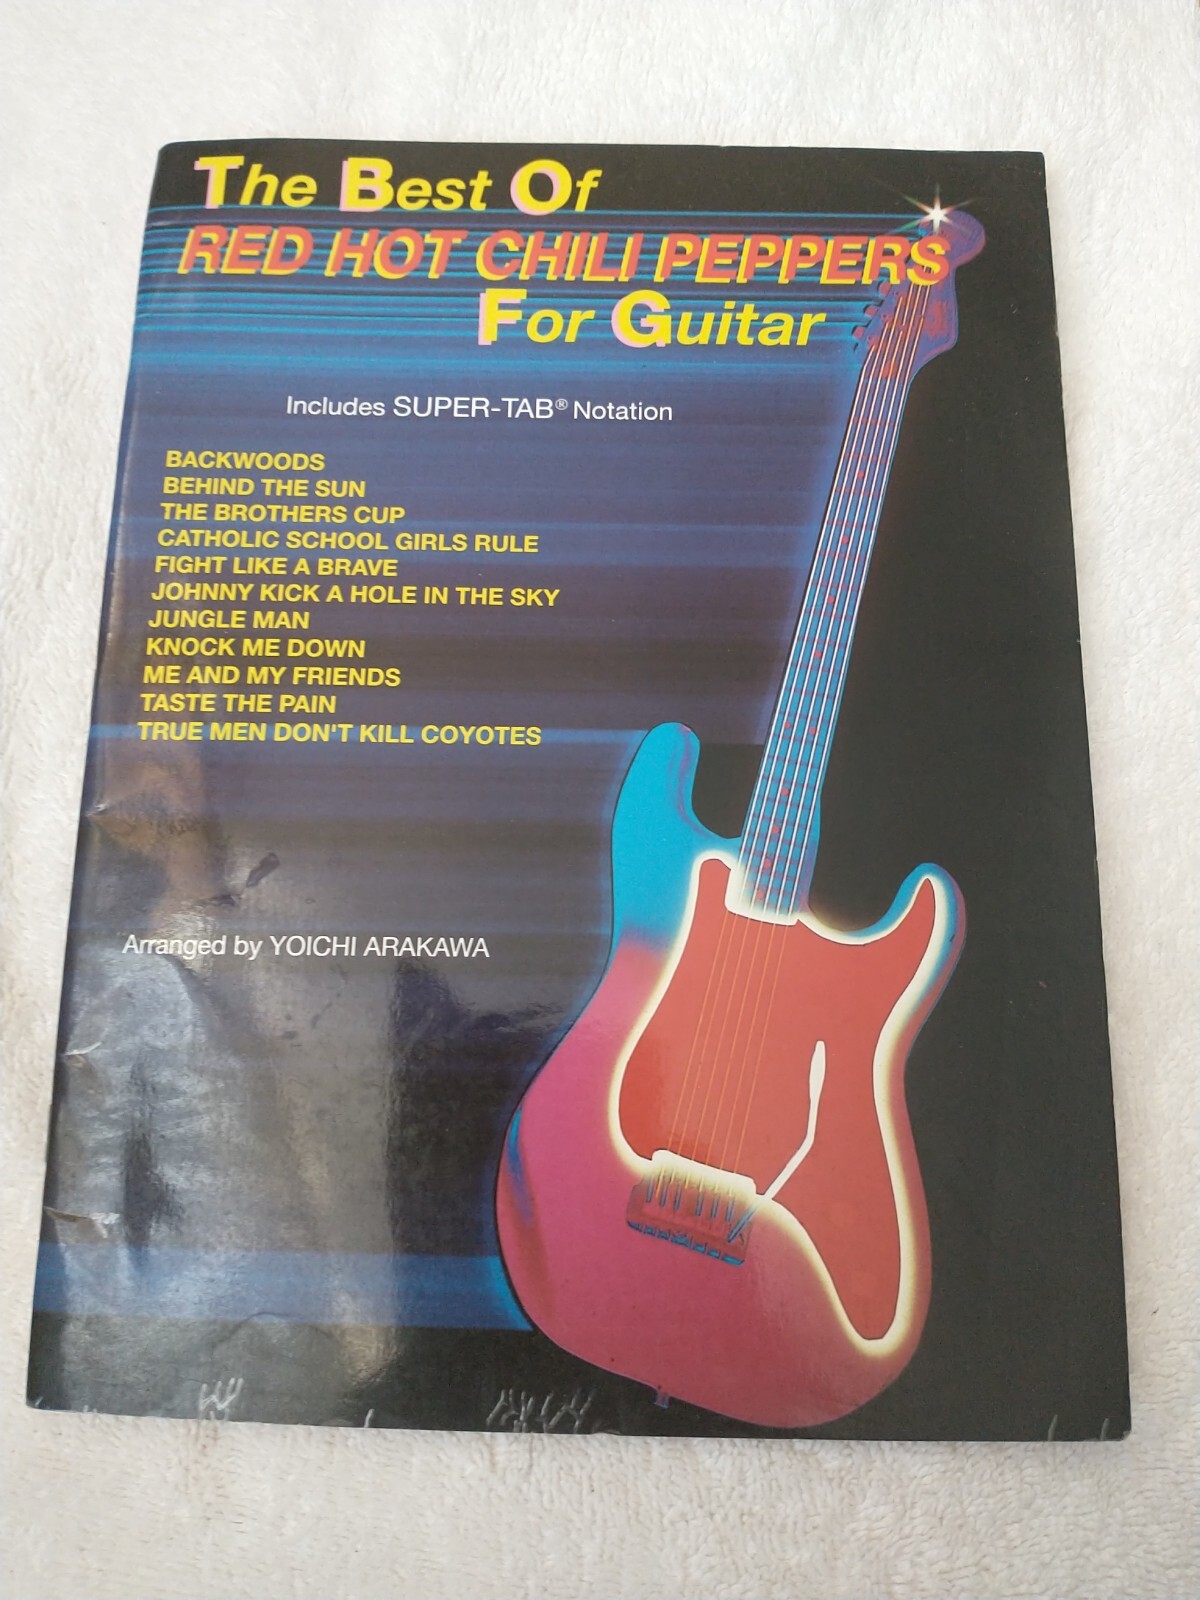 The Best Of
RED HOT CHILI PEPPERS
For Guitar
Includes SUPER-TAB® Notation
BACKWOODS
BEHIND THE SUN
THE BROTHERS CUP
CATHOLIC SCHOOL GIRLS RULE
FIGHT LIKE A BRAVE
JOHNNY KICK A HOLE IN THE SKY
JUNGLE MAN
KNOCK ME DOWN
ME AND MY FRIENDS
TASTE THE PAIN
TRUE MEN DON'T KILL COYOTES
Arranged by YOICHI ARAKAWA